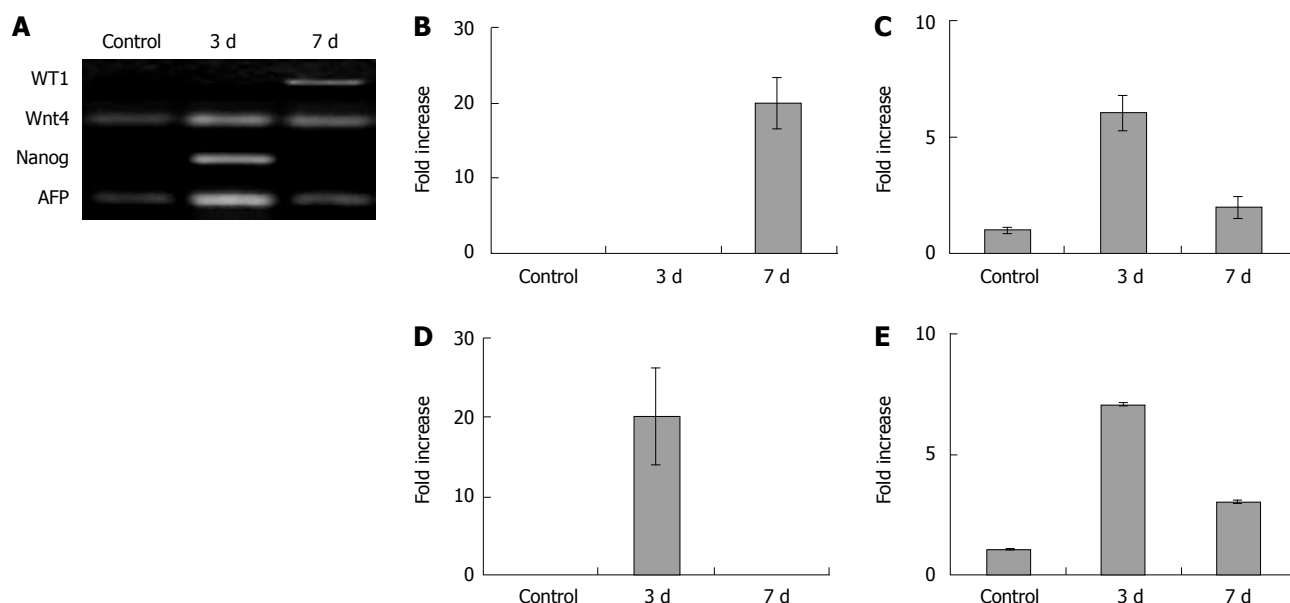 A
Control 3 d 7 d
WT1
Wnt4
Nanog
AFP
B
Fold increase
30
20
10
0
Control 3 d 7 d
C
Fold increase
10
5
0
Control 3 d 7 d
D
Fold increase
30
20
10
0
Control 3 d 7 d
E
Fold increase
10
5
0
Control 3 d 7 d